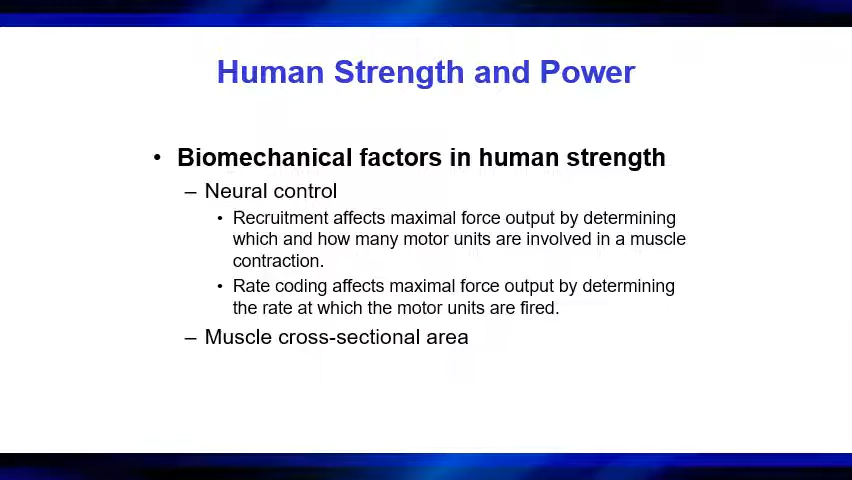 Human Strength and Power
• Biomechanical factors in human strength
– Neural control
• Recruitment affects maximal force output by determining
which and how many motor units are involved in a muscle
contraction.
• Rate coding affects maximal force output by determining
the rate at which the motor units are fired.
– Muscle cross-sectional area